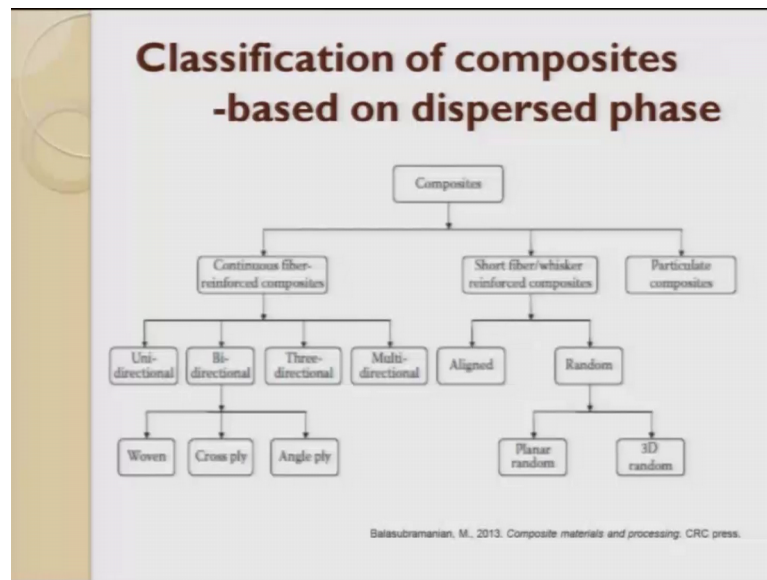 Classification of composites
-based on dispersed phase
Composites
Continuous fiber-
reinforced composites
Short fiber/whisker
reinforced composites
Particulate
composites
Uni-
directional
Bi-
directional
Three-
directional
Multi-
directional
Aligned
Random
Woven
Cross ply
Angle ply
Planar
random
3D
random
Balasubramanian, M., 2013. Composite materials and processing. CRC press.